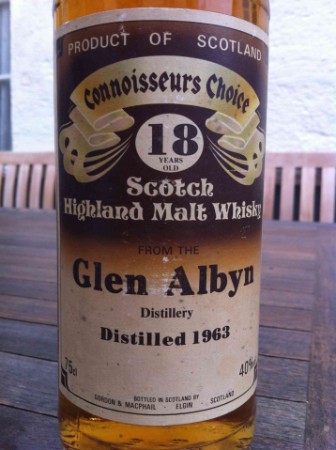 PRODUCT OF SCOTLAND
Connoisseurs Choice
18
YEARS
OLD
Scotch
Highland Malt Whisky
FROM THE
Glen Albyn
Distillery
Distilled 1963
75cl 40%
BOTTLED IN SCOTLAND BY
GORDON & MACPHAIL · ELGIN · SCOTLAND